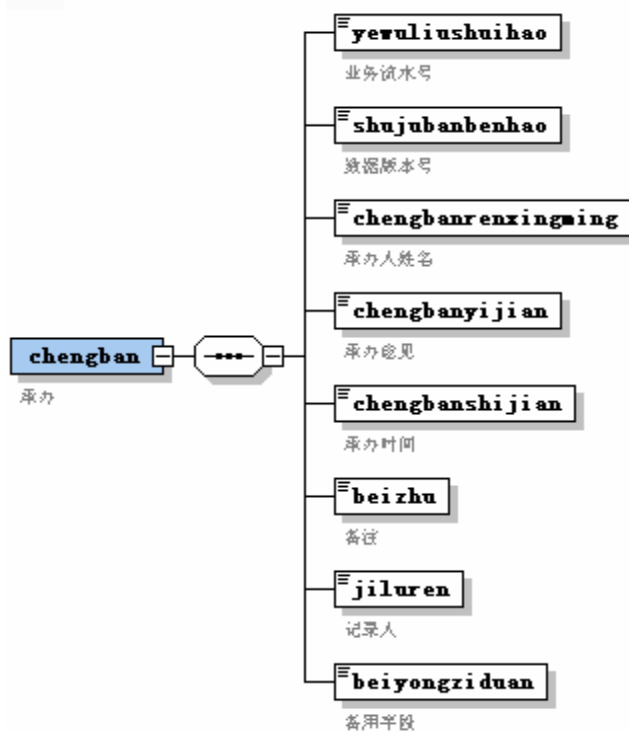 yewuliushuihao
业务流水号
shujubanbenhao
数据版本号
chengbanrenxingming
承办人姓名
chengbanyijian
承办意见
chengban
承办
chengbanshijian
承办时间
beizhu
备注
jiluren
记录人
beiyongziduan
备用字段